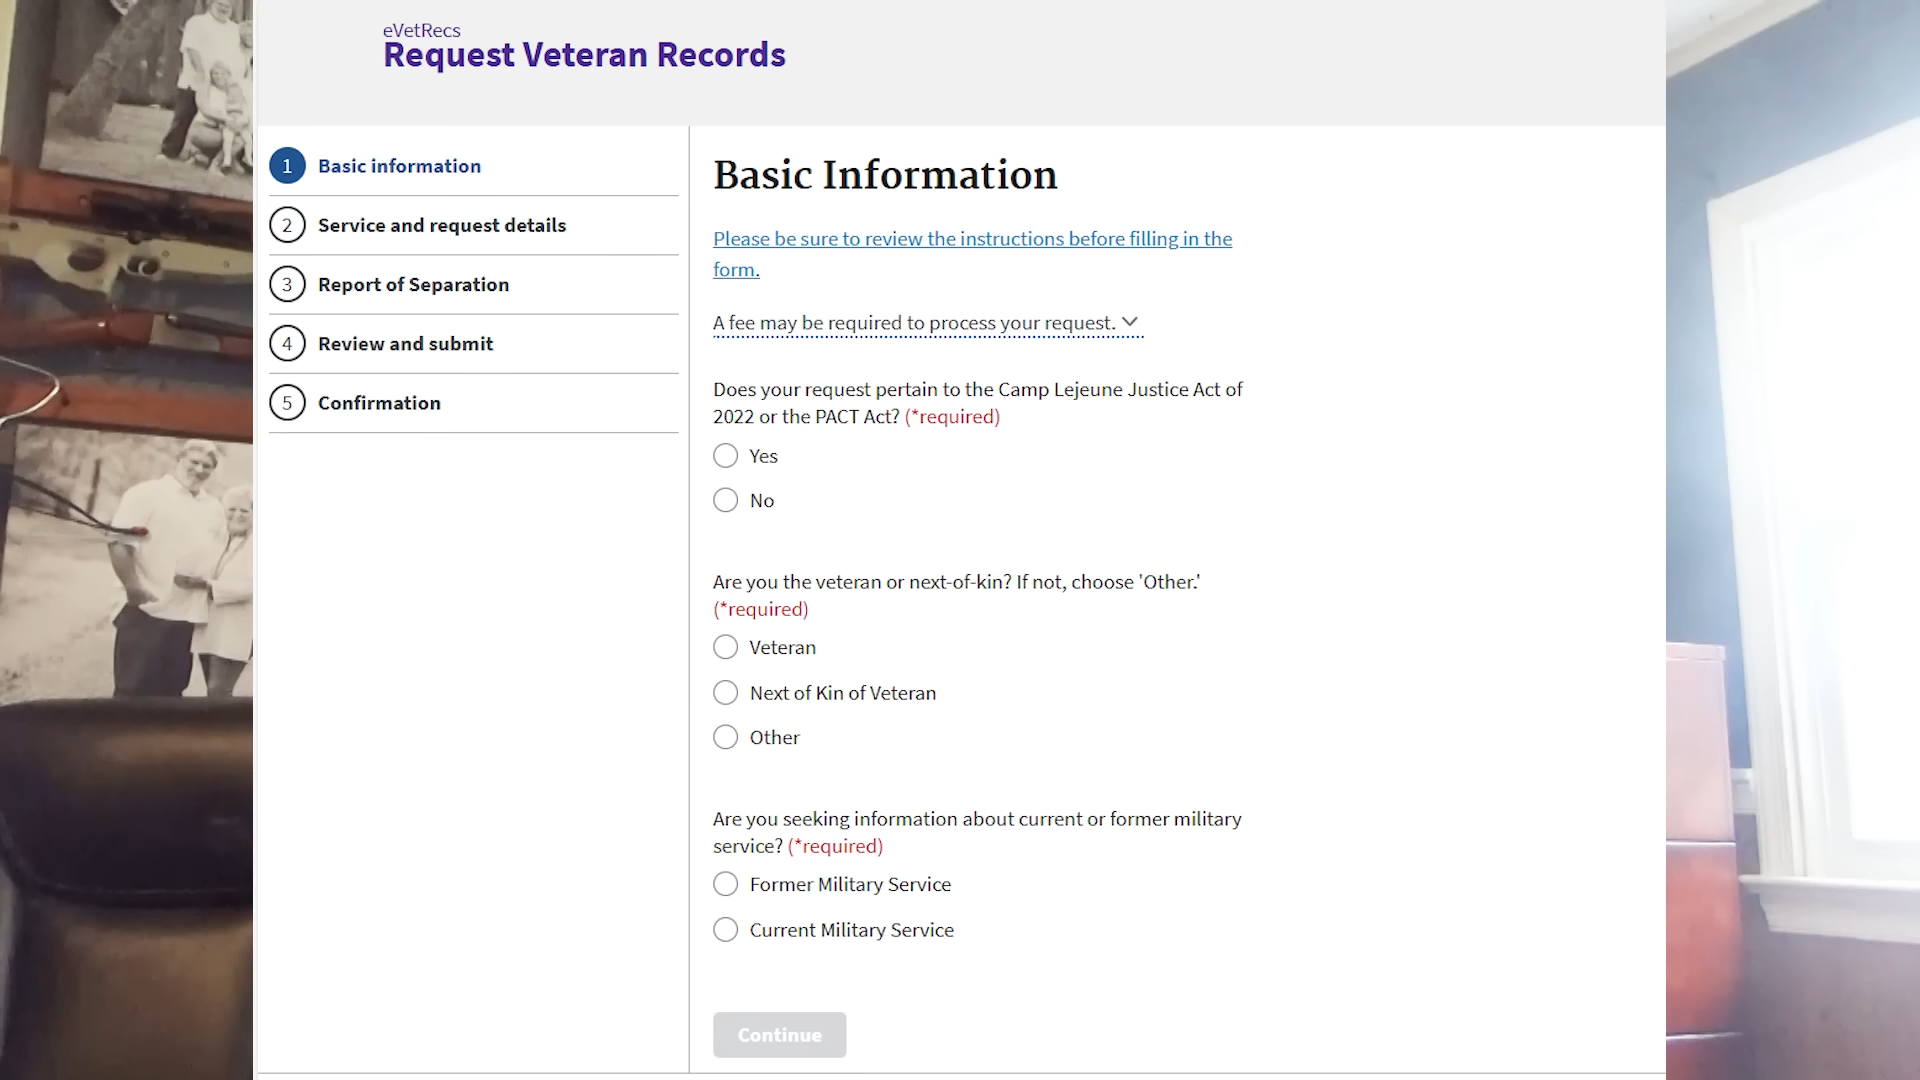 eVetRecs
Request Veteran Records
1 Basic information
2 Service and request details
3 Report of Separation
4 Review and submit
5 Confirmation
Basic Information
Please be sure to review the instructions before filling in the
form.
A fee may be required to process your request.
Does your request pertain to the Camp Lejeune Justice Act of
2022 or the PACT Act? (*required)
Yes
No
Are you the veteran or next-of-kin? If not, choose 'Other.'
(*required)
Veteran
Next of Kin of Veteran
Other
Are you seeking information about current or former military
service? (*required)
Former Military Service
Current Military Service
Continue